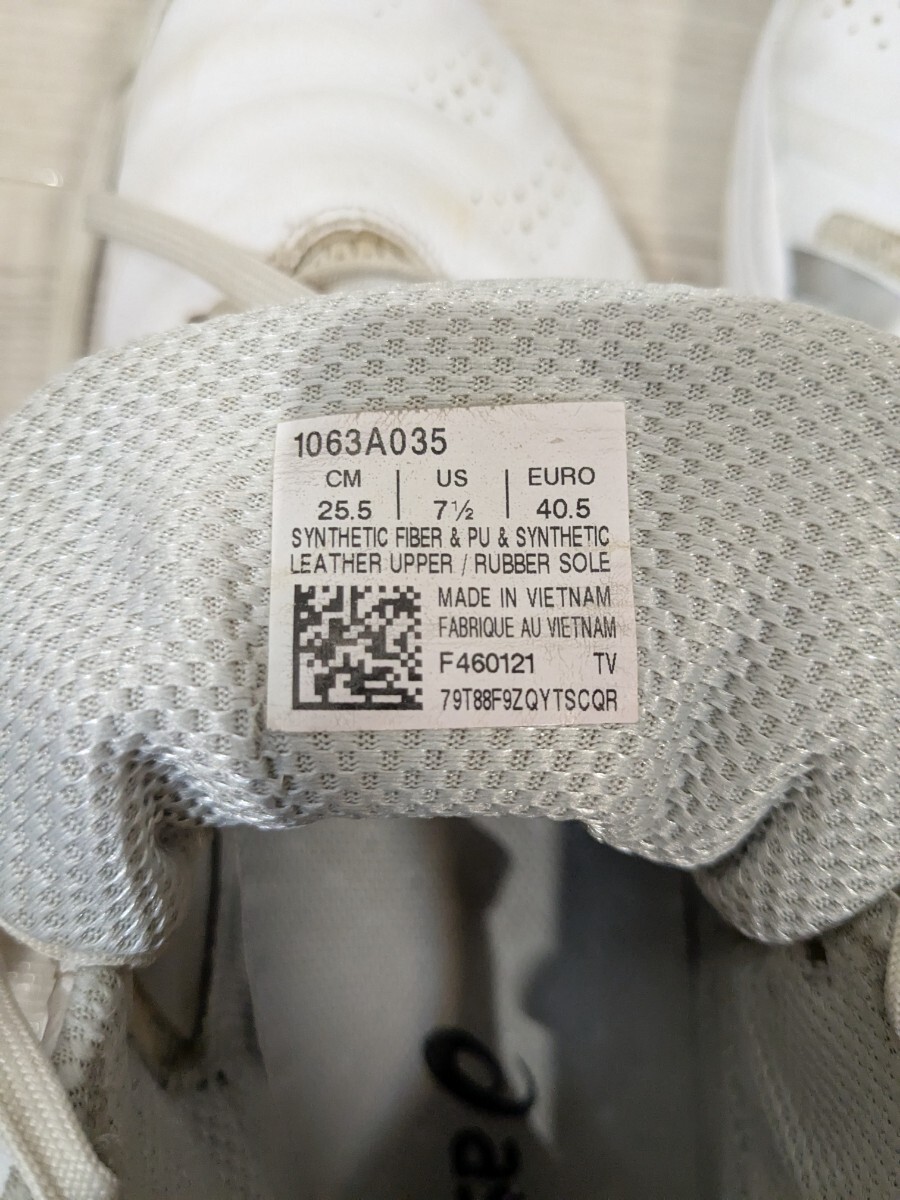 1063A035
CM | US | EURO
25.5 | 7½ | 40.5
SYNTHETIC FIBER & PU & SYNTHETIC
LEATHER UPPER / RUBBER SOLE
MADE IN VIETNAM
FABRIQUE AU VIETNAM
F460121 TV
79T88F9ZQYTSCQR